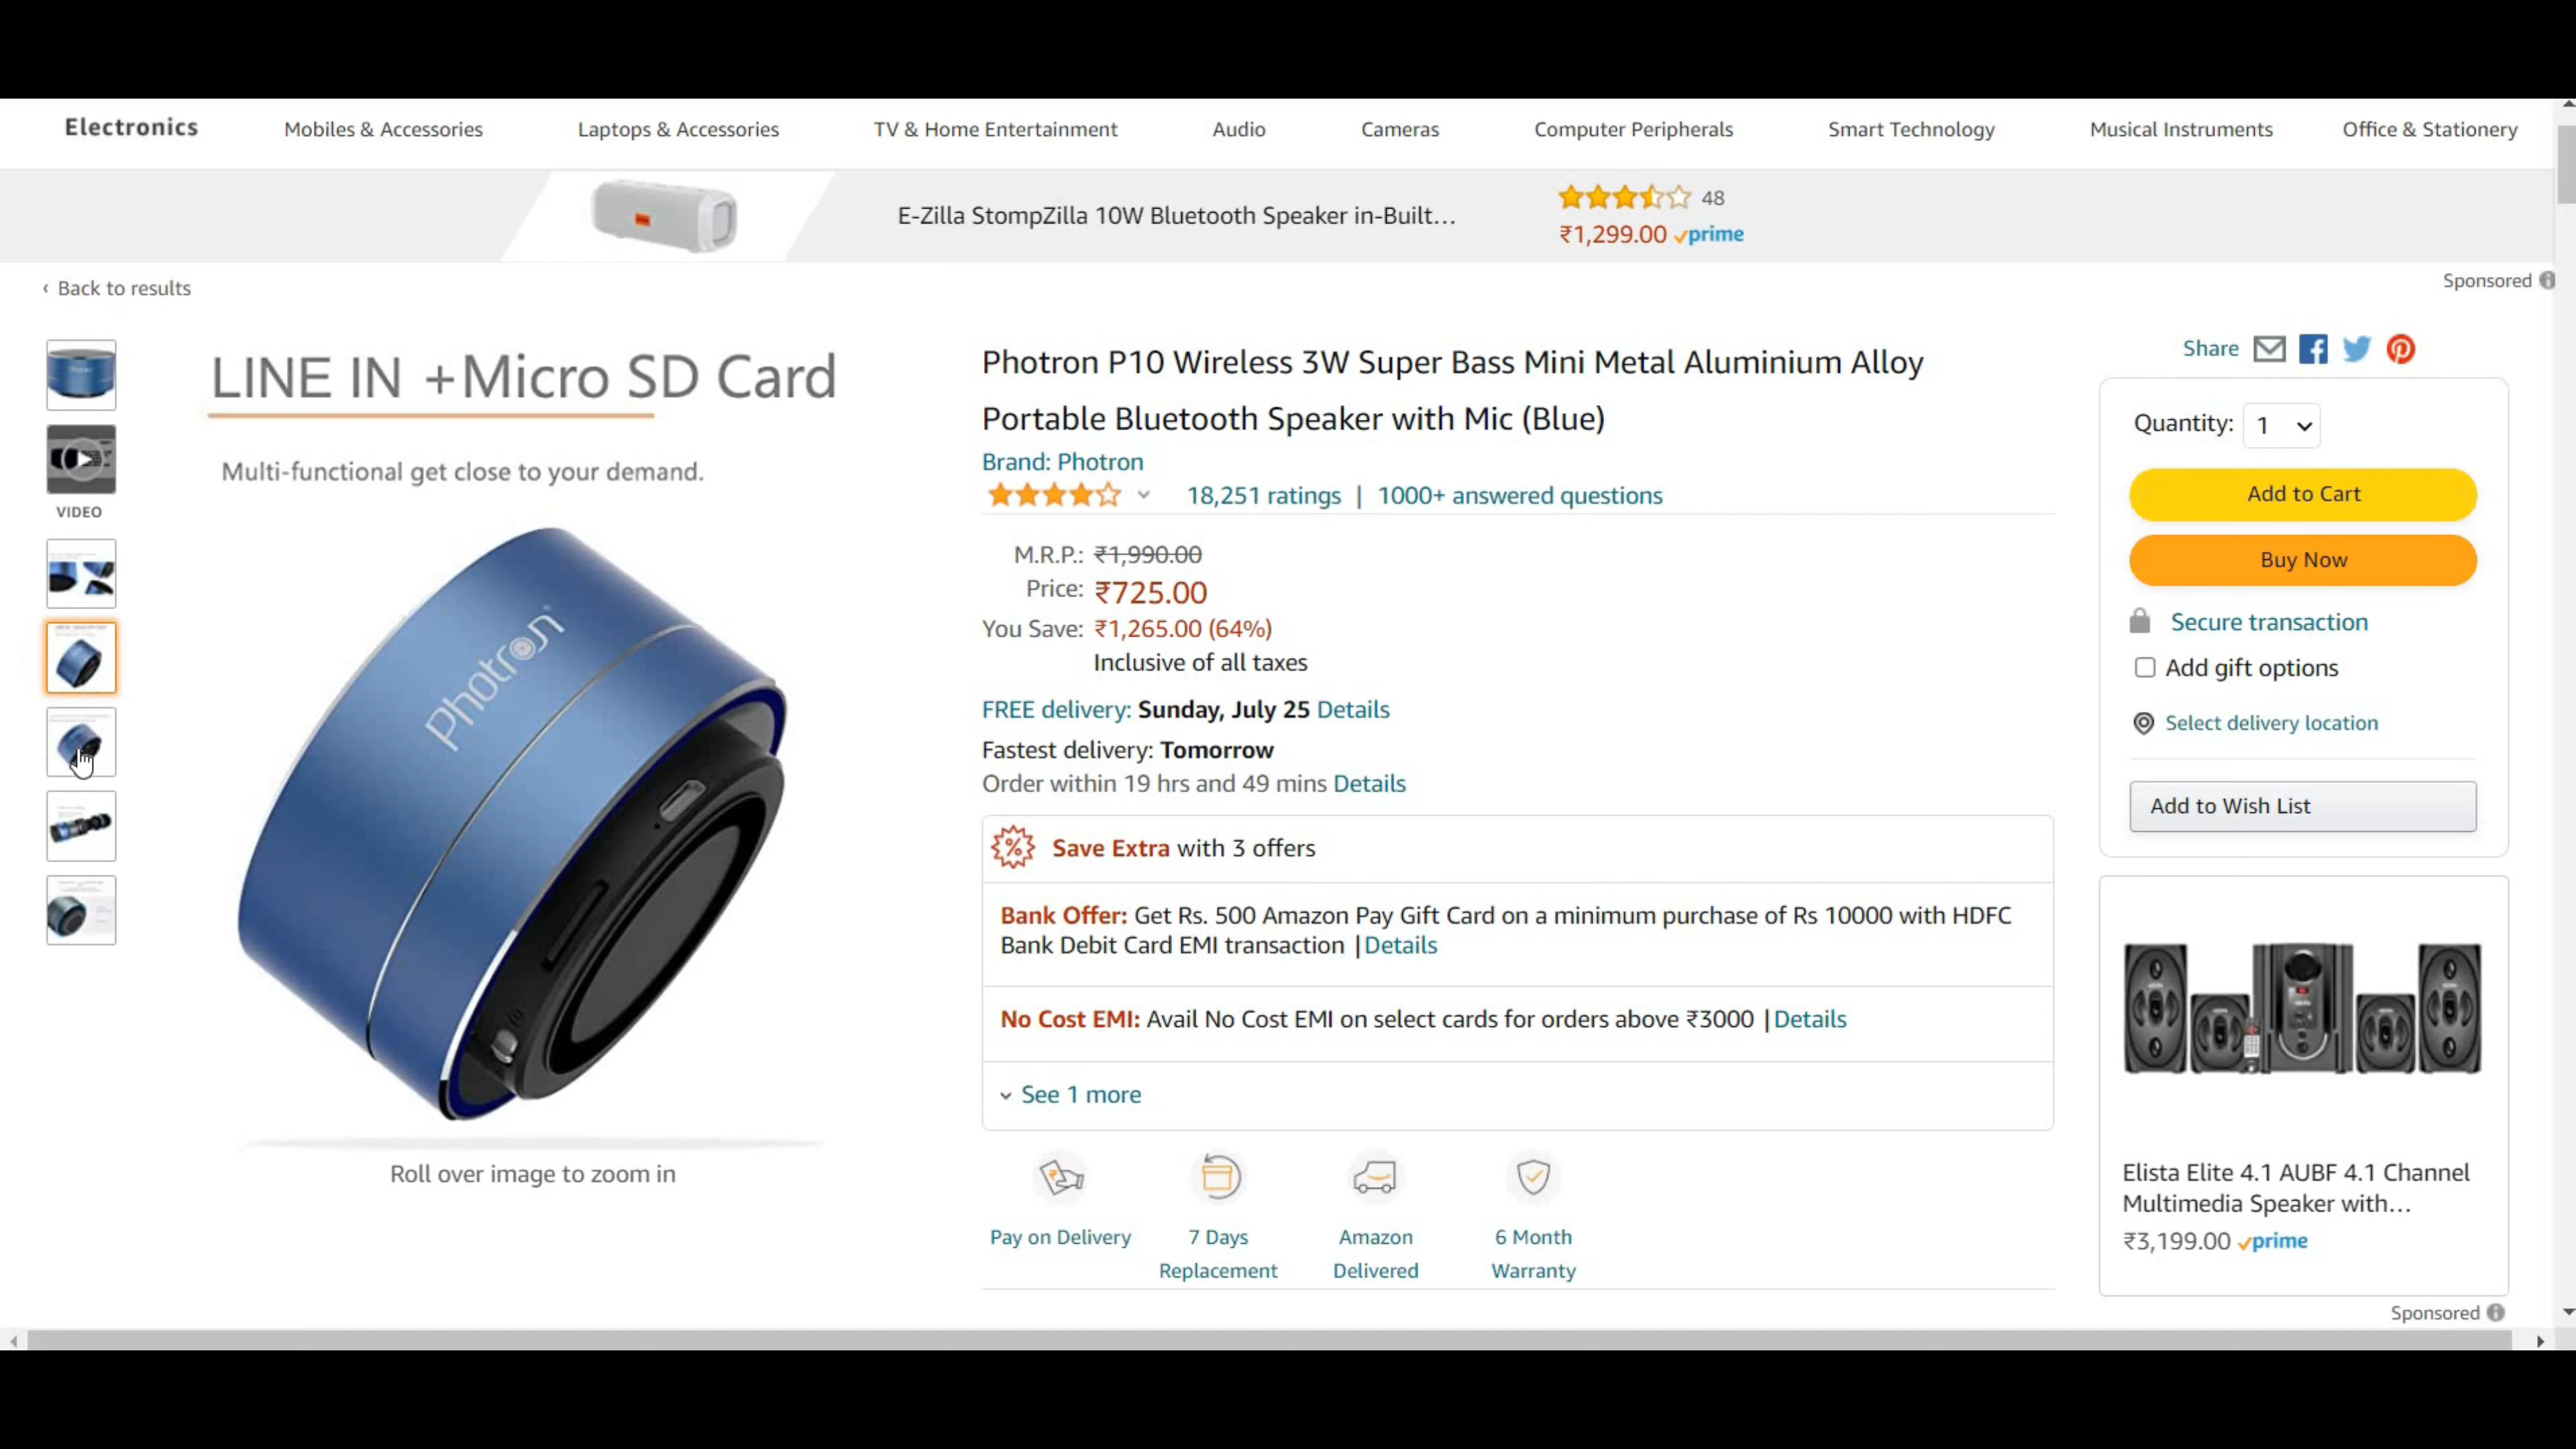 Electronics
Mobiles & Accessories
Laptops & Accessories
TV & Home Entertainment
Audio
Cameras
Computer Peripherals
Smart Technology
Musical Instruments
Office & Stationery
E-Zilla StompZilla 10W Bluetooth Speaker in-Built…
48
₹1,299.00 prime
‹ Back to results
Sponsored
VIDEO
LINE IN +Micro SD Card
Multi-functional get close to your demand.
photron
Roll over image to zoom in
Photron P10 Wireless 3W Super Bass Mini Metal Aluminium Alloy
Portable Bluetooth Speaker with Mic (Blue)
Brand: Photron
18,251 ratings | 1000+ answered questions
M.R.P.: ₹1,990.00
Price: ₹725.00
You Save: ₹1,265.00 (64%)
Inclusive of all taxes
FREE delivery: Sunday, July 25 Details
Fastest delivery: Tomorrow
Order within 19 hrs and 49 mins Details
Save Extra with 3 offers
Bank Offer: Get Rs. 500 Amazon Pay Gift Card on a minimum purchase of Rs 10000 with HDFC
Bank Debit Card EMI transaction |Details
No Cost EMI: Avail No Cost EMI on select cards for orders above ₹3000 |Details
See 1 more
Pay on Delivery
7 Days
Replacement
Amazon
Delivered
6 Month
Warranty
Share
Quantity: 1
Add to Cart
Buy Now
Secure transaction
Add gift options
Select delivery location
Add to Wish List
Elista Elite 4.1 AUBF 4.1 Channel
Multimedia Speaker with…
₹3,199.00 prime
Sponsored